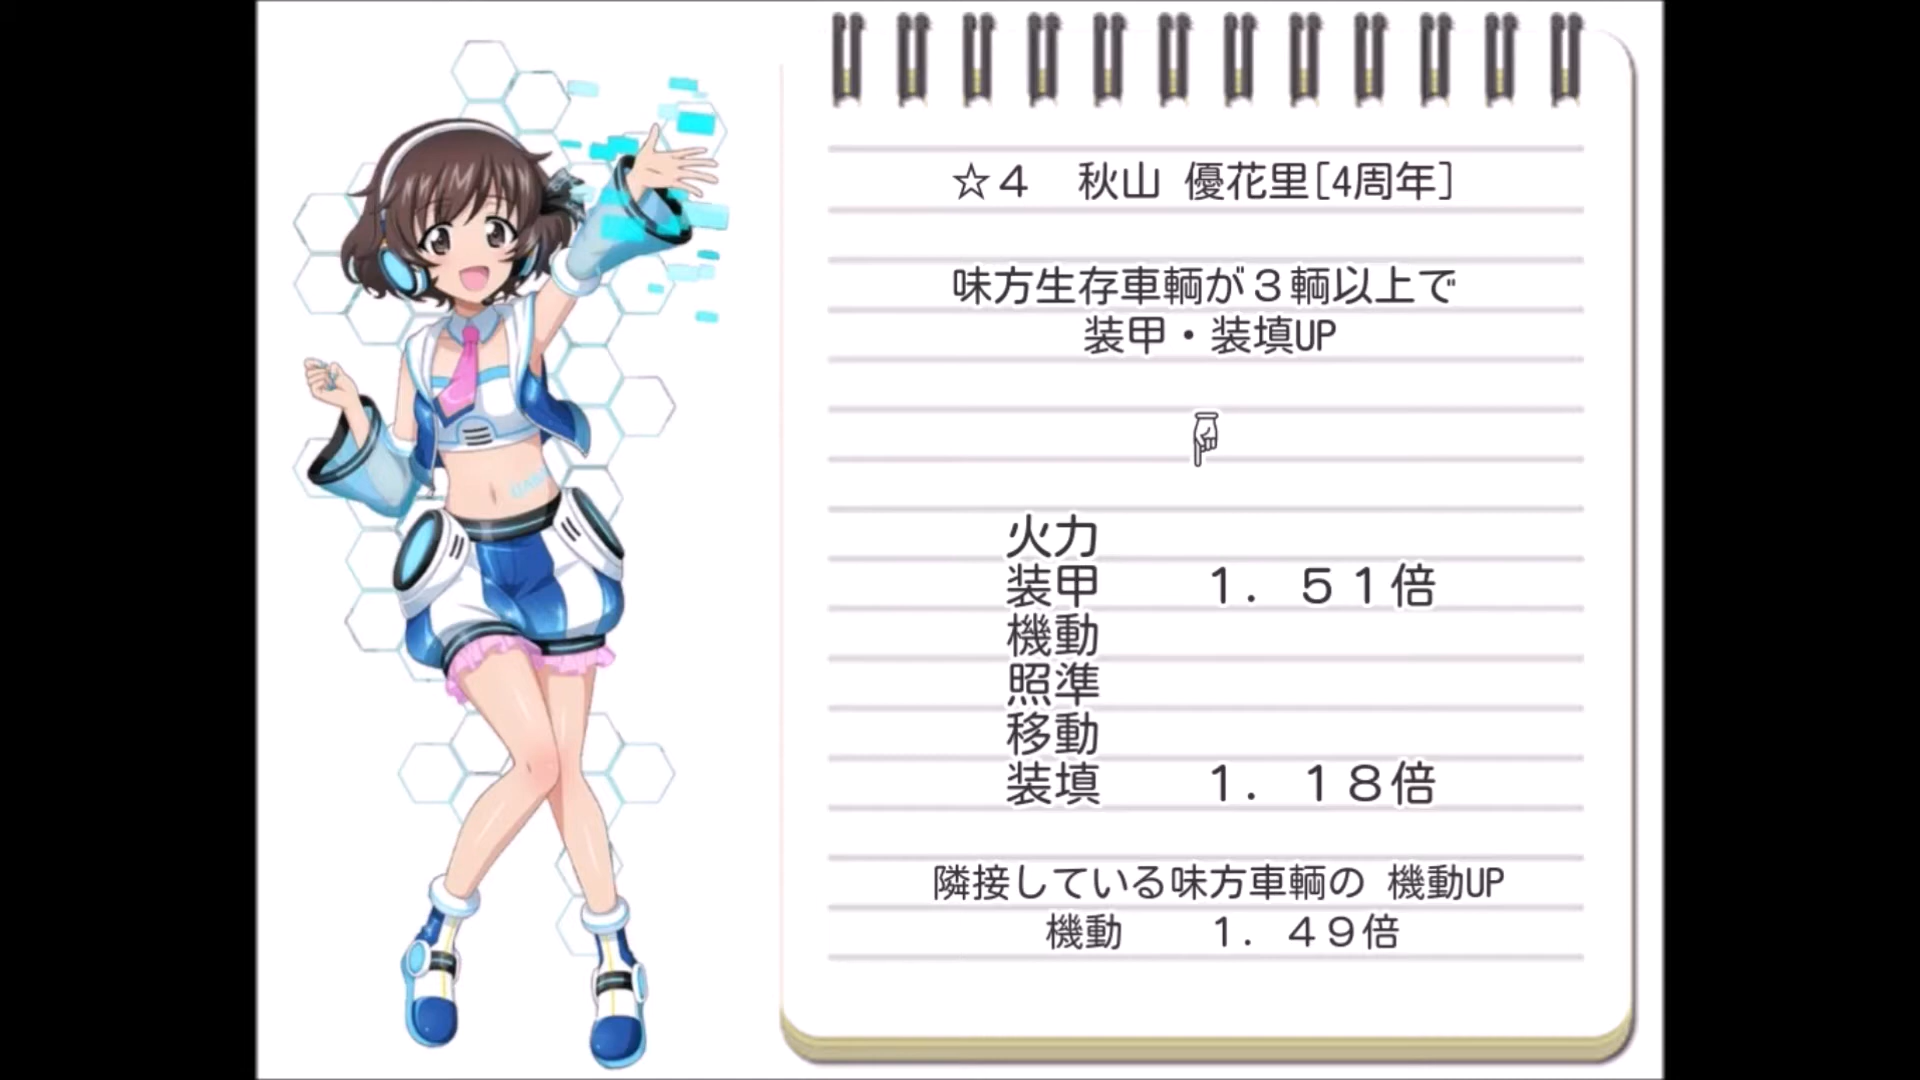 ☆４　秋山 優花里[4周年]
味方生存車輌が３輌以上で
装甲・装填UP
☟
火力
装甲　　１．５１倍
機動
照準
移動
装填　　１．１８倍
隣接している味方車輌の 機動UP
機動　　１．４９倍